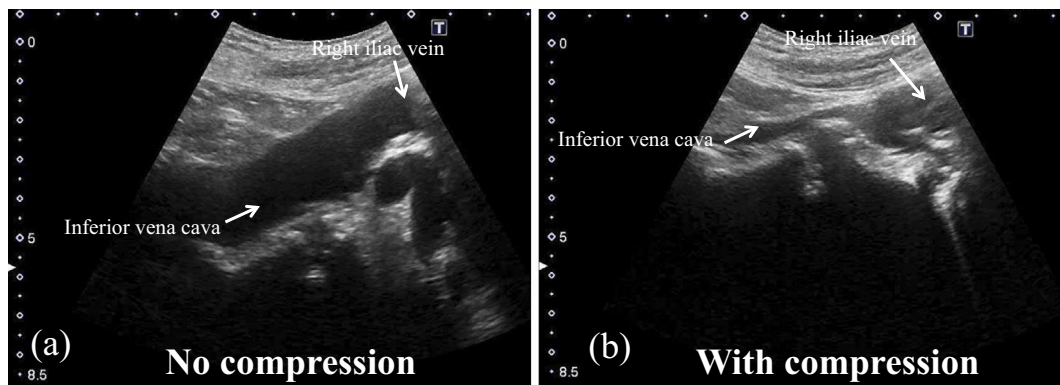 T
Right iliac vein
0
Inferior vena cava
5
(a)
No compression
8.5
T
Right iliac vein
0
Inferior vena cava
5
(b)
With compression
8.5